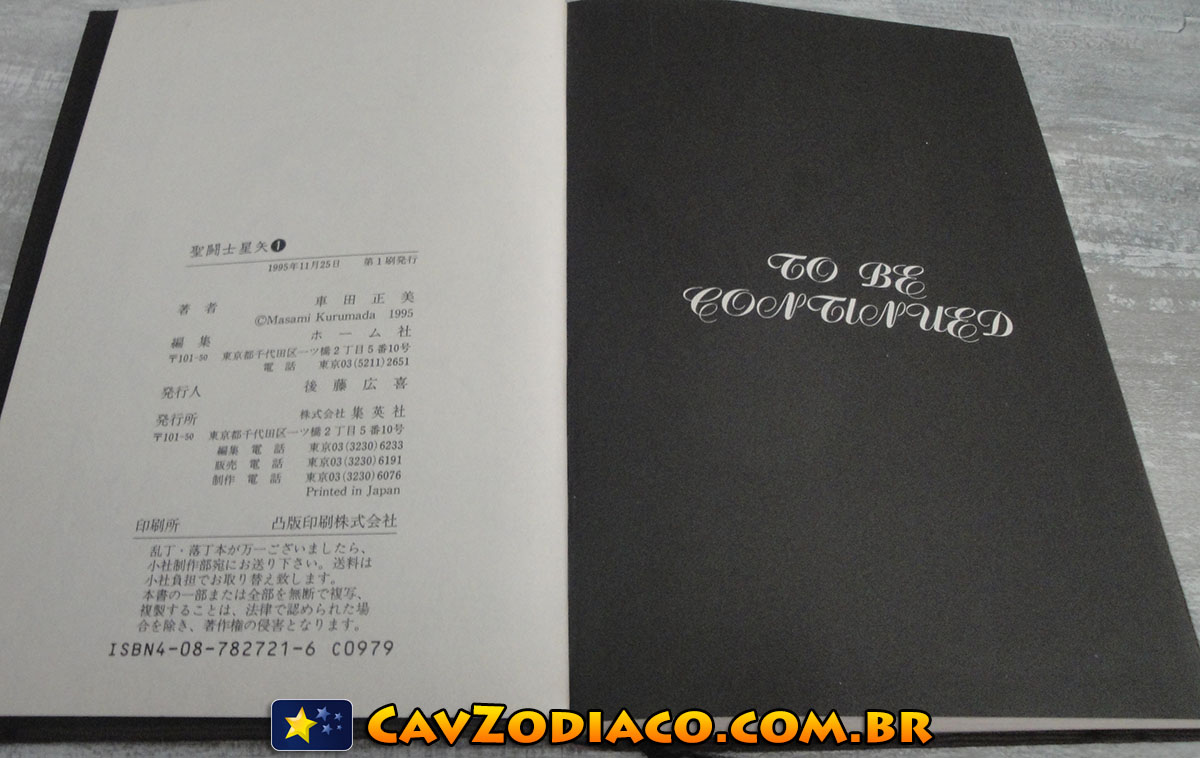 聖闘士星矢❶
1995年11月25日　第1刷発行
著者　車田正美
©Masami Kurumada 1995
編集　ホーム社
〒101-50　東京都千代田区一ツ橋2丁目5番10号
電話　東京03(5211)2651
発行人　後藤広喜
発行所　株式会社 集英社
〒101-50　東京都千代田区一ツ橋2丁目5番10号
編集 電話　東京03(3230)6233
販売 電話　東京03(3230)6191
制作 電話　東京03(3230)6076
Printed in Japan
印刷所　凸版印刷株式会社
乱丁・落丁本が万一ございましたら、
小社制作部宛にお送り下さい。送料は
小社負担でお取り替え致します。
本書の一部または全部を無断で複写、
複製することは、法律で認められた場
合を除き、著作権の侵害となります。
ISBN4-08-782721-6 C0979
TO BE
CONTINUED
CAVZODIACO.COM.BR